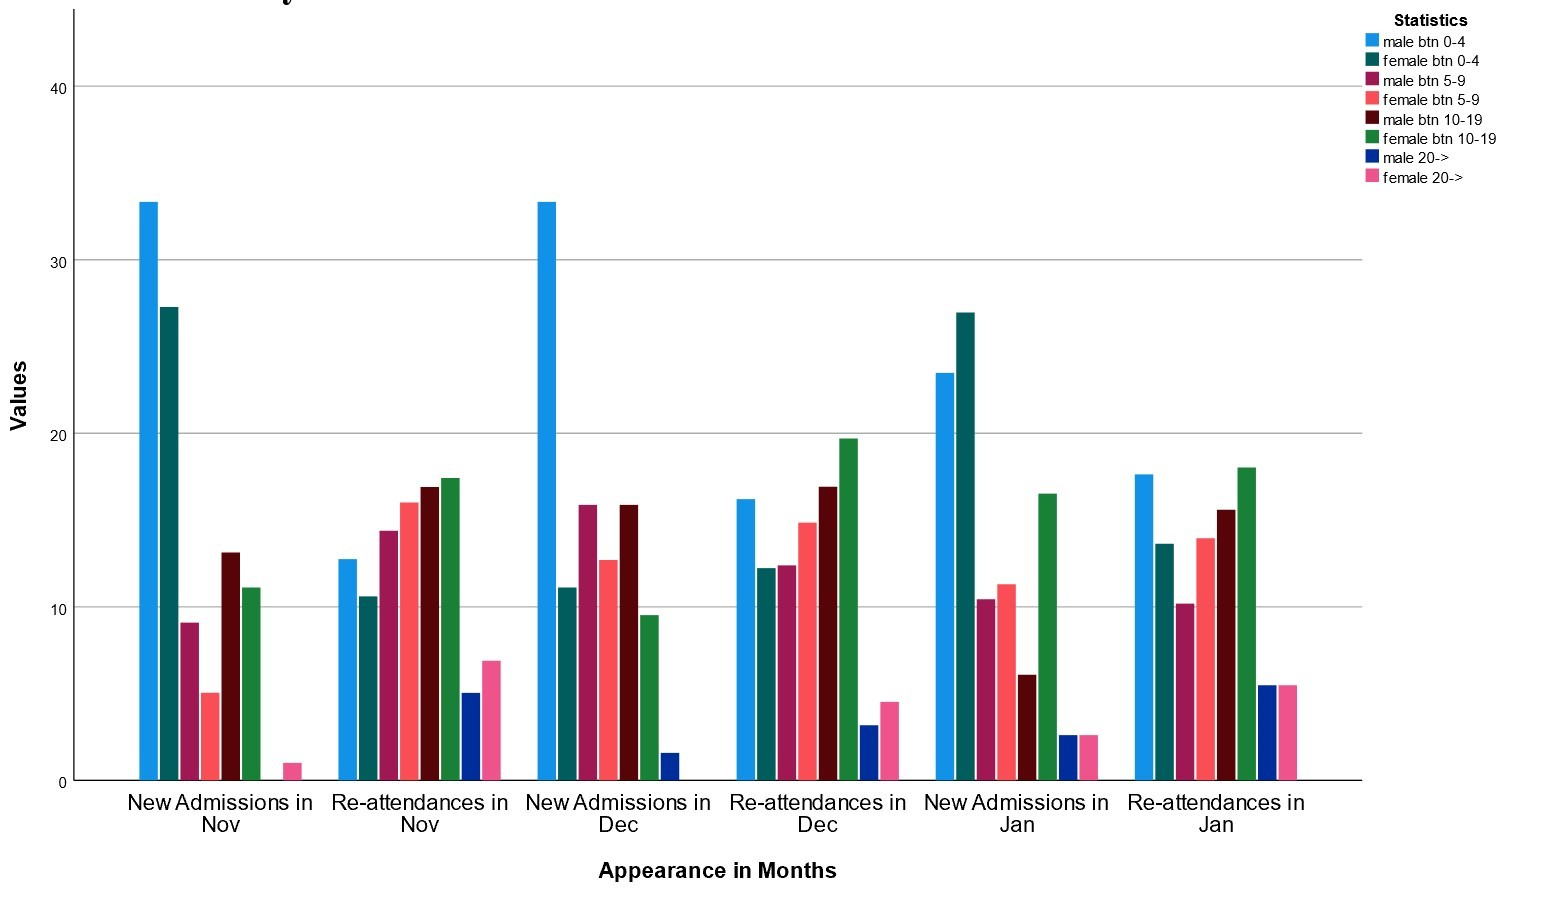 Statistics
male btn 0-4
female btn 0-4
male btn 5-9
female btn 5-9
male btn 10-19
female btn 10-19
male 20->
female 20->
Values
40
30
20
10
0
New Admissions in
Nov
Re-attendances in
Nov
New Admissions in
Dec
Re-attendances in
Dec
New Admissions in
Jan
Re-attendances in
Jan
Appearance in Months